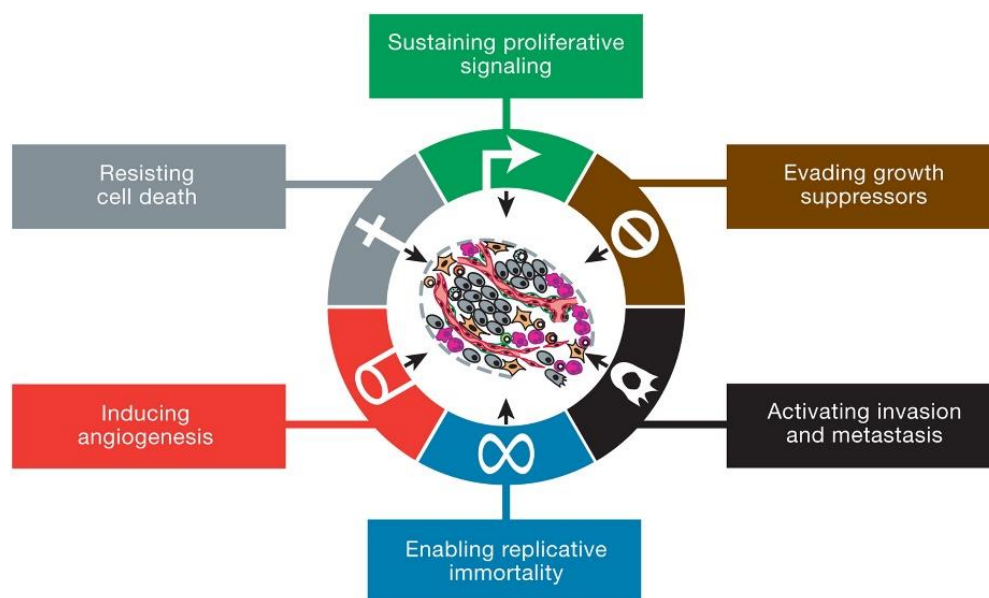 Sustaining proliferative
signaling
Resisting
cell death
Evading growth
suppressors
Inducing
angiogenesis
Activating invasion
and metastasis
Enabling replicative
immortality